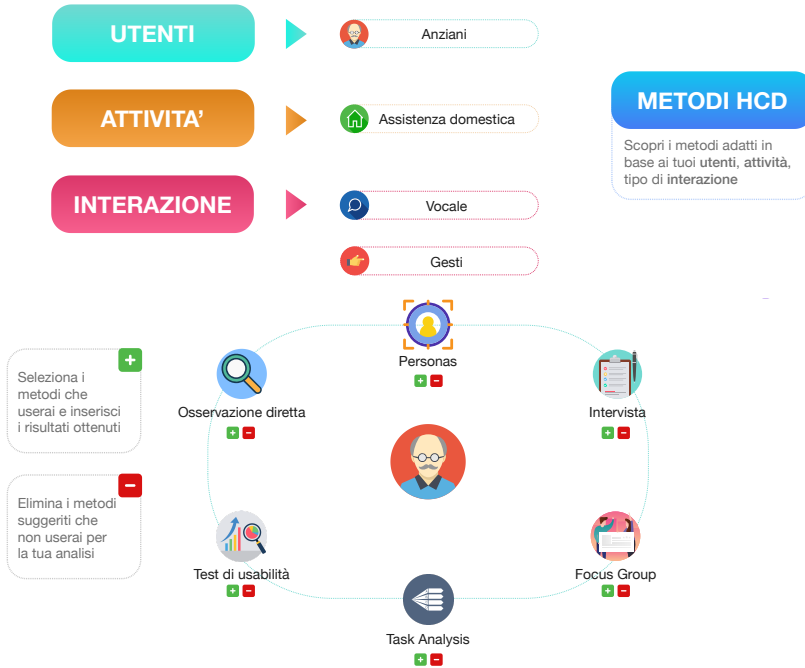 UTENTI
Anziani
ATTIVITA’
Assistenza domestica
METODI HCD
Scopri i metodi adatti in
base ai tuoi utenti, attività,
tipo di interazione
INTERAZIONE
Vocale
Gesti
Personas
Seleziona i
metodi che
userai e inserisci
i risultati ottenuti
Osservazione diretta
Intervista
Elimina i metodi
suggeriti che
non userai per
la tua analisi
Test di usabilità
Focus Group
Task Analysis